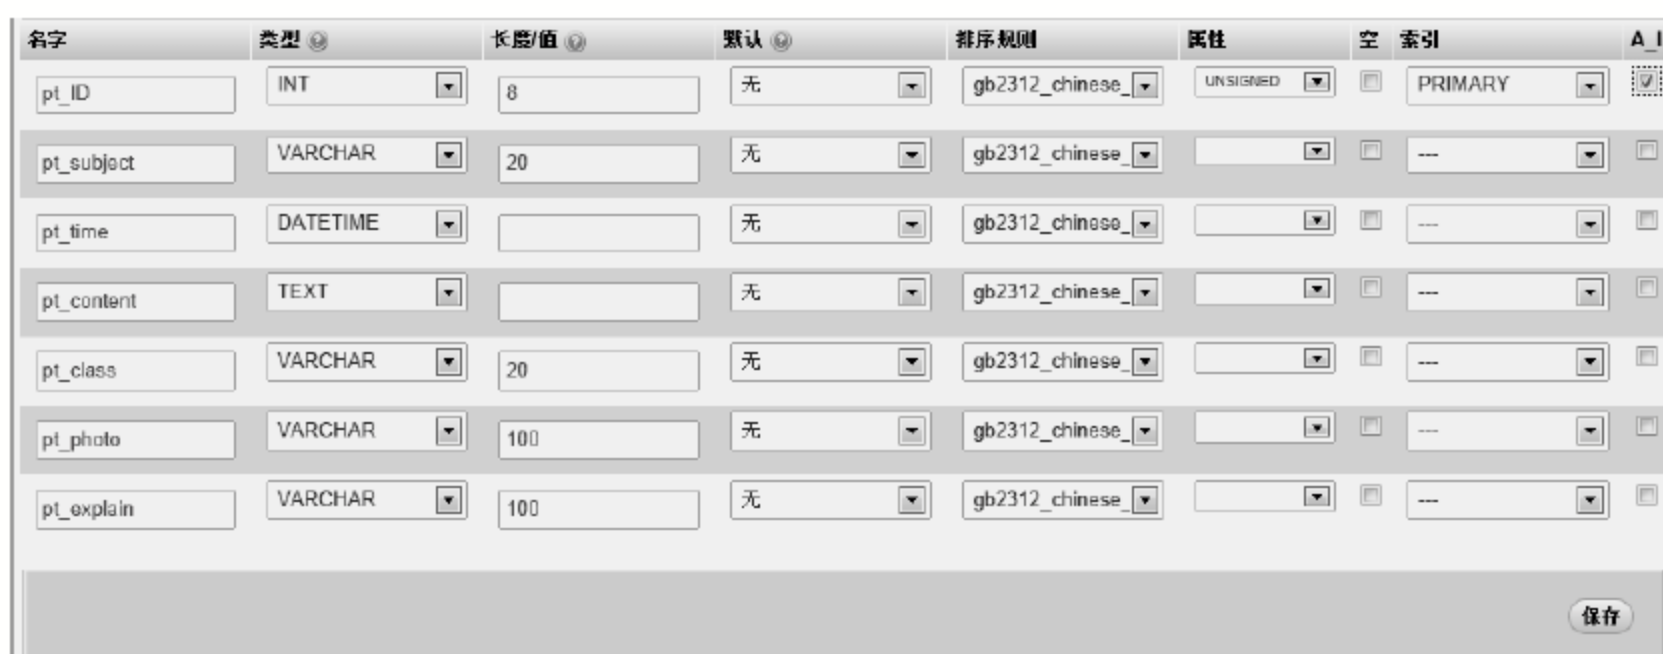 名字 类型 长度/值 默认 排序规则 属性 空 索引 A_I
pt_ID INT 8 无 gb2312_chinese_ UNSIGNED PRIMARY
pt_subject VARCHAR 20 无 gb2312_chinese_ ---
pt_time DATETIME 无 gb2312_chinese_ ---
pt_content TEXT 无 gb2312_chinese_ ---
pt_class VARCHAR 20 无 gb2312_chinese_ ---
pt_photo VARCHAR 100 无 gb2312_chinese_ ---
pt_explain VARCHAR 100 无 gb2312_chinese_ ---
保存